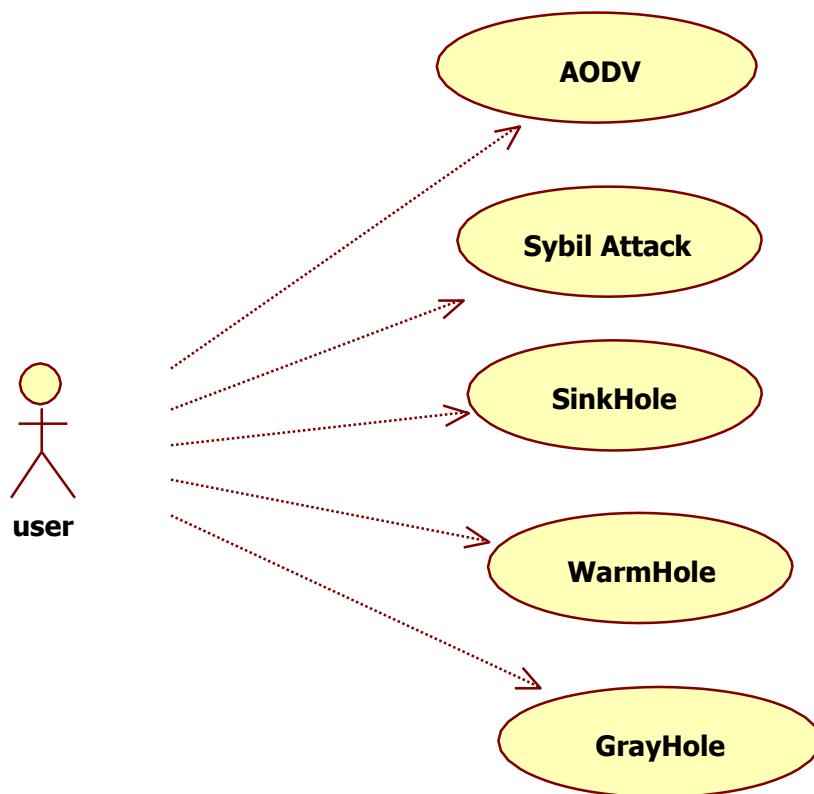 AODV
Sybil Attack
SinkHole
user
WarmHole
GrayHole